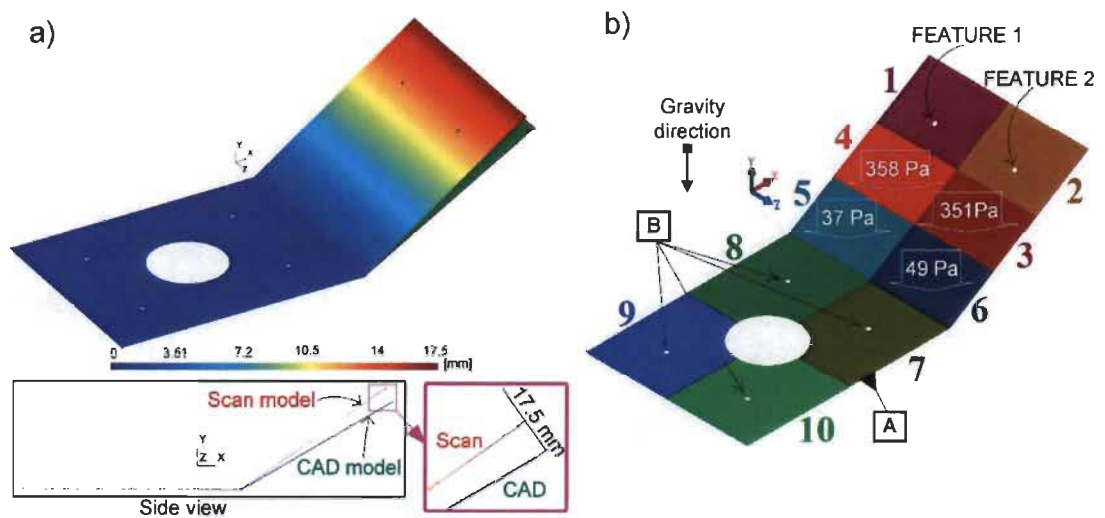 a)
Y
X
Z
0 3.61 7.2 10.5 14 17.5
[mm]
Scan model
Y
Z X
CAD model
Side view
17.5 mm
Scan
CAD
b)
FEATURE 1
FEATURE 2
Gravity
direction
1
4
358 Pa
2
5
Y
X
Z
37 Pa
351Pa
B
8
49 Pa
3
9
6
7
A
10